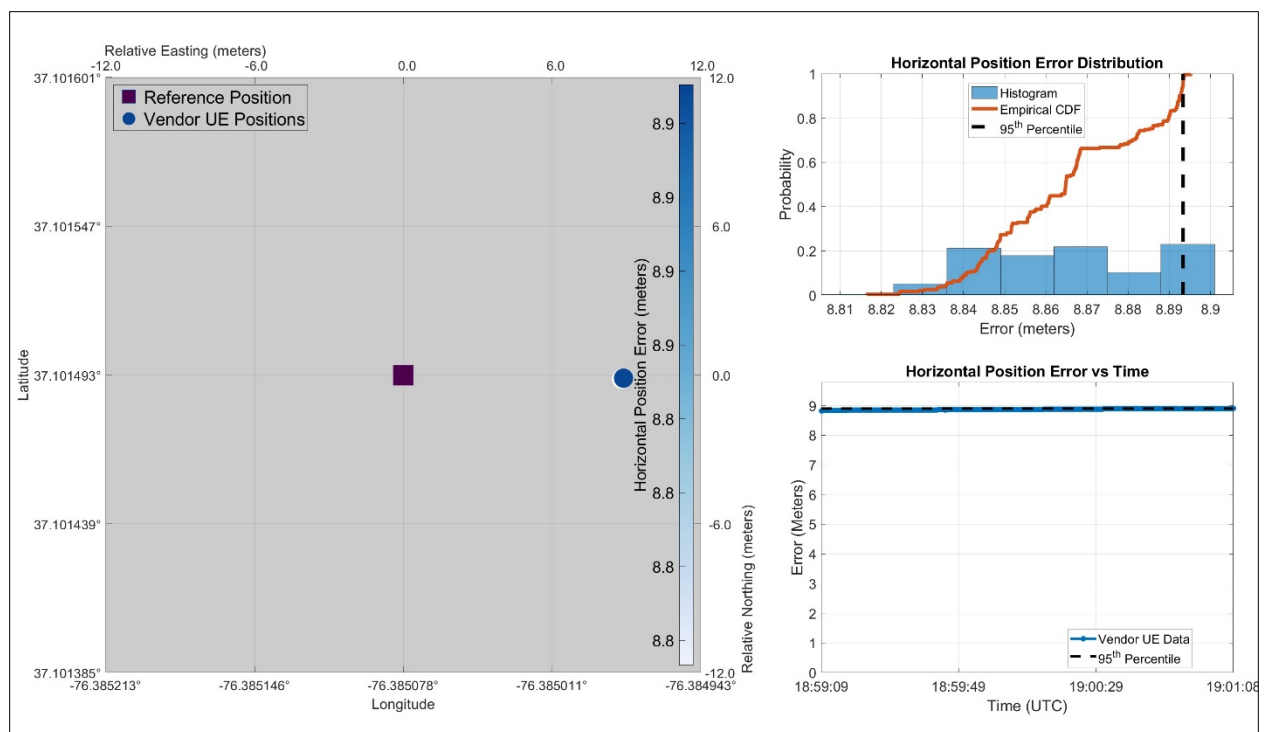 Relative Easting (meters)
-12.0 -6.0 0.0 6.0 12.0
37.101601°
37.101547°
37.101493°
37.101439°
37.101385°
Latitude
Reference Position
Vendor UE Positions
-76.385213° -76.385146° -76.385078° -76.385011° -76.384943°
Longitude
Horizontal Position Error (meters)
8.9
8.9
8.9
8.9
8.8
8.8
8.8
8.8
12.0
6.0
0.0
-6.0
-12.0
Relative Northing (meters)
Horizontal Position Error Distribution
Histogram
Empirical CDF
95th Percentile
1
0.8
0.6
0.4
0.2
0
Probability
8.81 8.82 8.83 8.84 8.85 8.86 8.87 8.88 8.89 8.9
Error (meters)
Horizontal Position Error vs Time
9
8
7
6
5
4
3
2
1
0
Error (Meters)
Vendor UE Data
95th Percentile
18:59:09 18:59:49 19:00:29 19:01:08
Time (UTC)